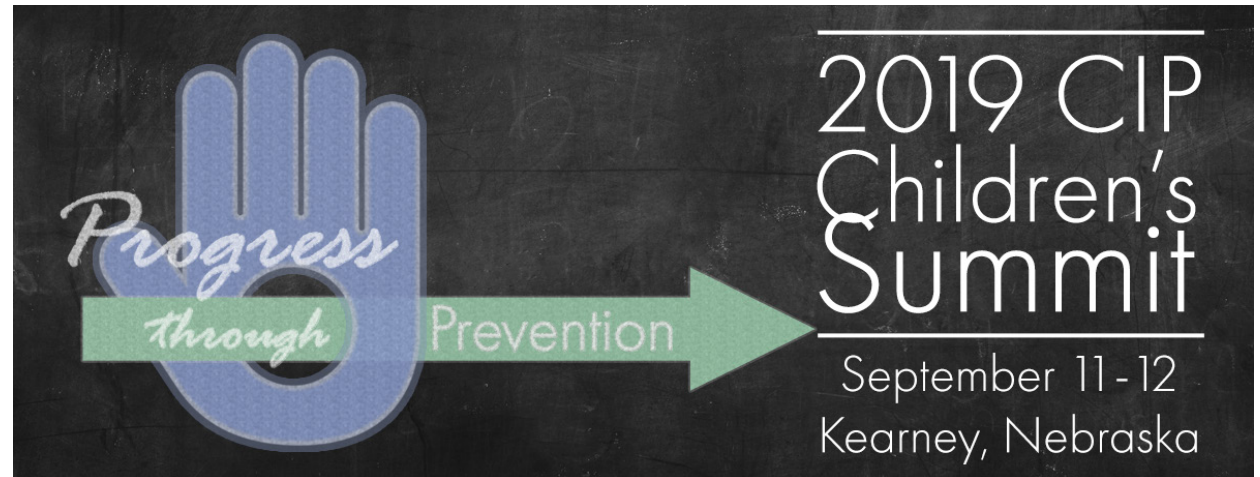 Progress
through
Prevention
2019 CIP
Children's
Summit
September 11-12
Kearney, Nebraska